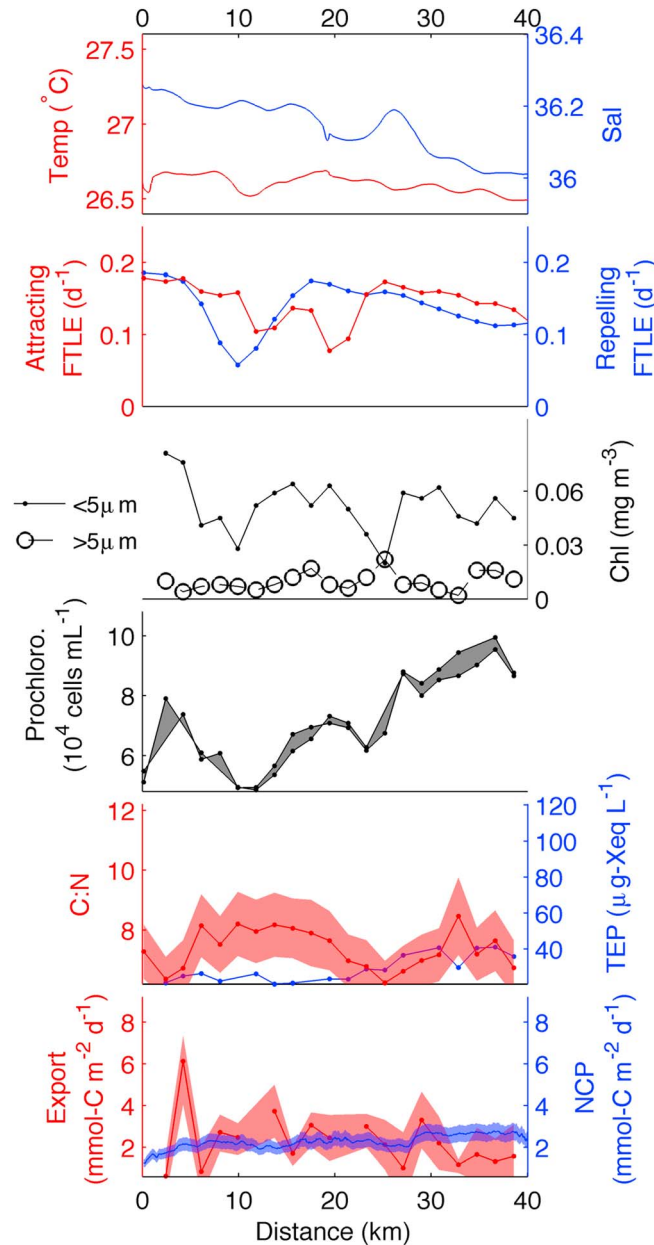 0 10 20 30 40
27.5
27
26.5
Temp (°C)
36.4
36.2
36
Sal
0.2
0.1
0
Attracting
FTLE (d-1)
0.2
0.1
0
Repelling
FTLE (d-1)
<5μ m
>5μ m
0.06
0.03
0
Chl (mg m-3)
10
8
6
Prochloro.
(10^4 cells mL-1)
12
10
8
C:N
120
100
80
60
40
TEP (μ g-Xeq L-1)
8
6
4
2
Export
(mmol-C m-2 d-1)
8
6
4
2
NCP
(mmol-C m-2 d-1)
0 10 20 30 40
Distance (km)